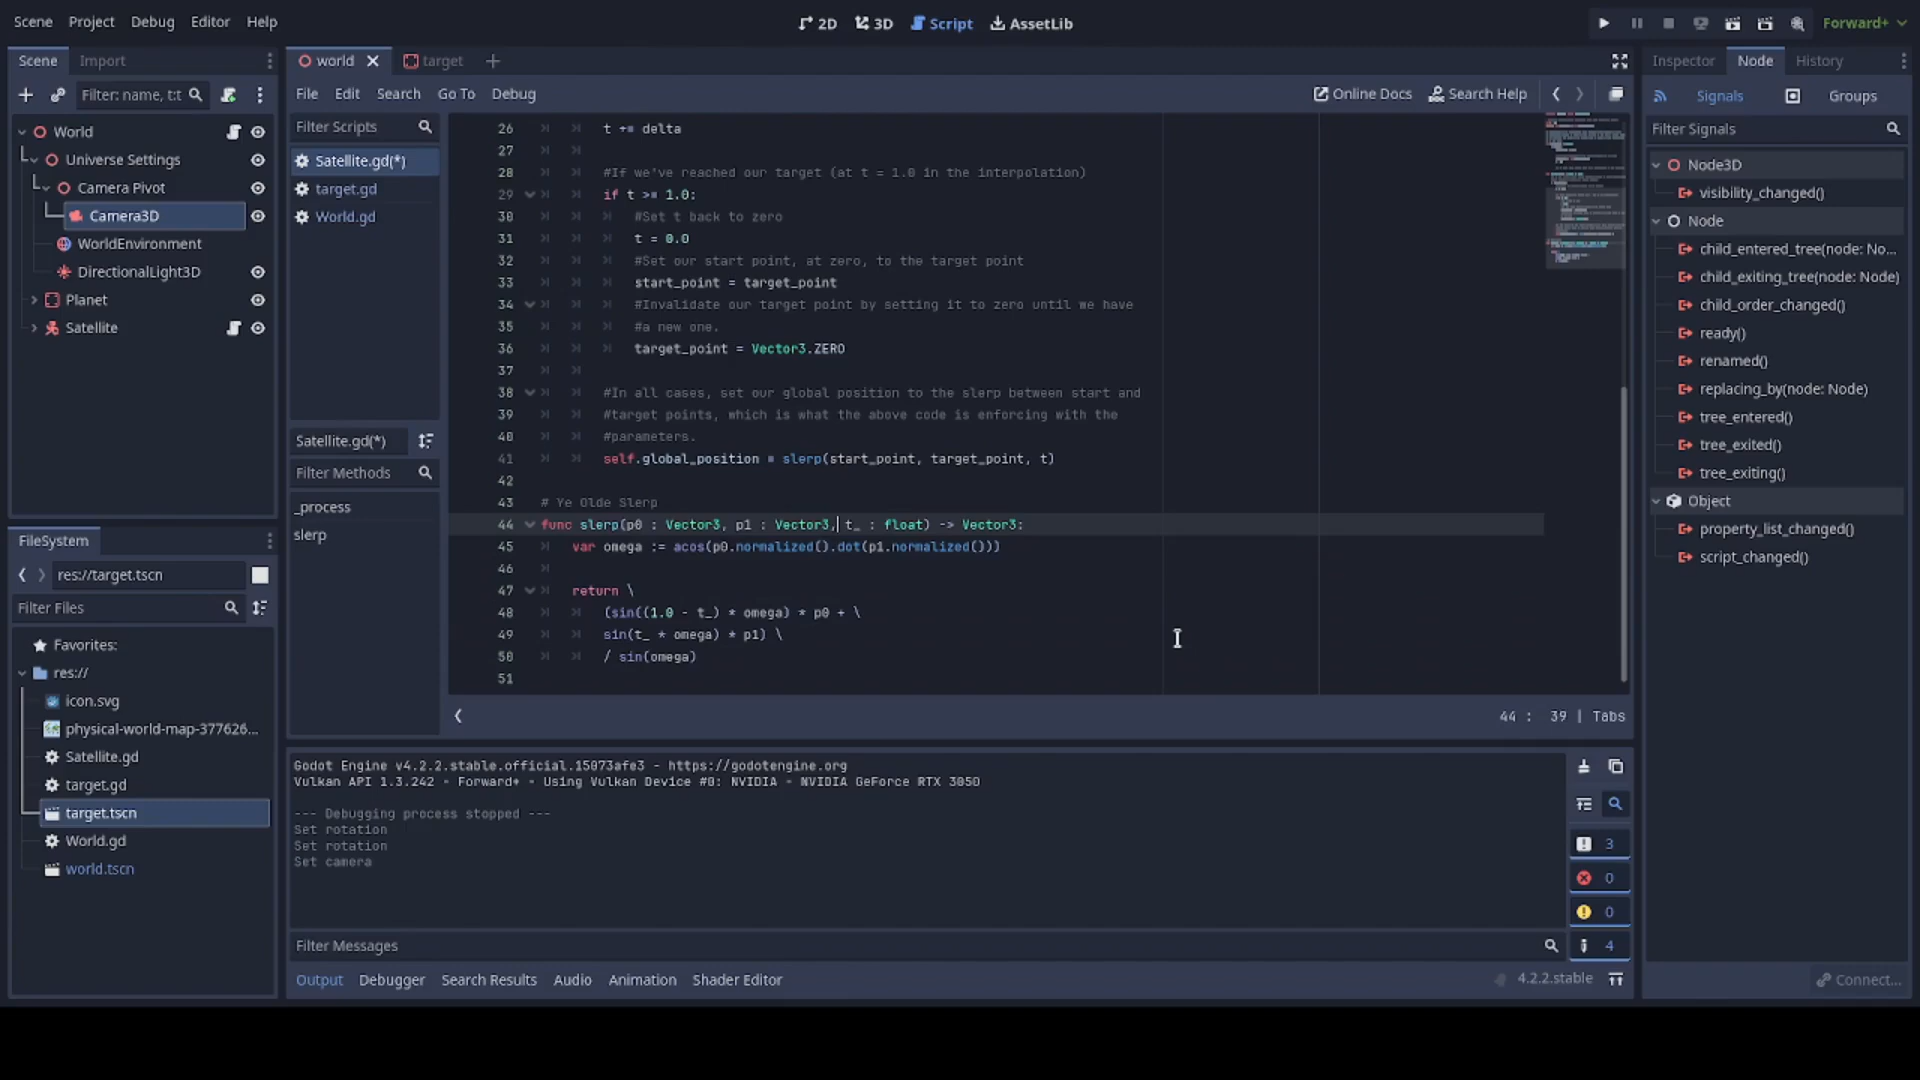 Scene Project Debug Editor Help
2D 3D Script AssetLib
Forward+
Scene Import
Filter: name, t:t
World
Universe Settings
Camera Pivot
Camera3D
WorldEnvironment
DirectionalLight3D
Planet
Satellite
FileSystem
res://target.tscn
Filter Files
Favorites:
res://
icon.svg
physical-world-map-377626...
Satellite.gd
target.gd
target.tscn
World.gd
world.tscn
world target
File Edit Search Go To Debug
Online Docs Search Help
Filter Scripts
Satellite.gd(*)
target.gd
World.gd
Satellite.gd(*)
Filter Methods
_process
slerp
26 t += delta
27
28 #If we've reached our target (at t = 1.0 in the interpolation)
29 if t >= 1.0:
30 #Set t back to zero
31 t = 0.0
32 #Set our start point, at zero, to the target point
33 start_point = target_point
34 #Invalidate our target point by setting it to zero until we have
35 #a new one.
36 target_point = Vector3.ZERO
37
38 #In all cases, set our global position to the slerp between start and
39 #target points, which is what the above code is enforcing with the
40 #parameters.
41 self.global_position = slerp(start_point, target_point, t)
42
43 # Ye Olde Slerp
44 func slerp(p0 : Vector3, p1 : Vector3, t_ : float) -> Vector3:
45 var omega := acos(p0.normalized().dot(p1.normalized()))
46
47 return \
48 (sin((1.0 - t_) * omega) * p0 + \
49 sin(t_ * omega) * p1) \
50 / sin(omega)
51
44 : 39 | Tabs
Godot Engine v4.2.2.stable.official.15073afe3 - https://godotengine.org
Vulkan API 1.3.242 - Forward+ - Using Vulkan Device #0: NVIDIA - NVIDIA GeForce RTX 3050
--- Debugging process stopped ---
Set rotation
Set rotation
Set camera
3
0
0
4
Filter Messages
Output Debugger Search Results Audio Animation Shader Editor
4.2.2.stable
Inspector Node History
Signals Groups
Filter Signals
Node3D
visibility_changed()
Node
child_entered_tree(node: No...
child_exiting_tree(node: Node)
child_order_changed()
ready()
renamed()
replacing_by(node: Node)
tree_entered()
tree_exited()
tree_exiting()
Object
property_list_changed()
script_changed()
Connect...